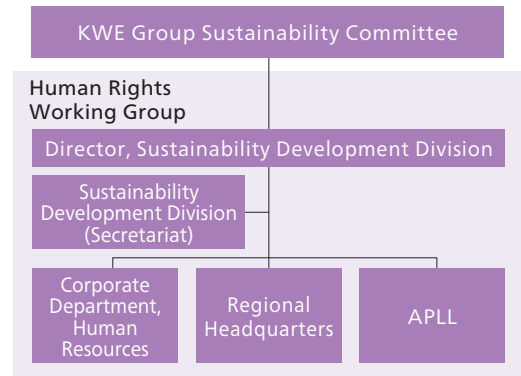 KWE Group Sustainability Committee
Human Rights
Working Group
Director, Sustainability Development Division
Sustainability
Development Division
(Secretariat)
Corporate
Department,
Human
Resources
Regional
Headquarters
APLL